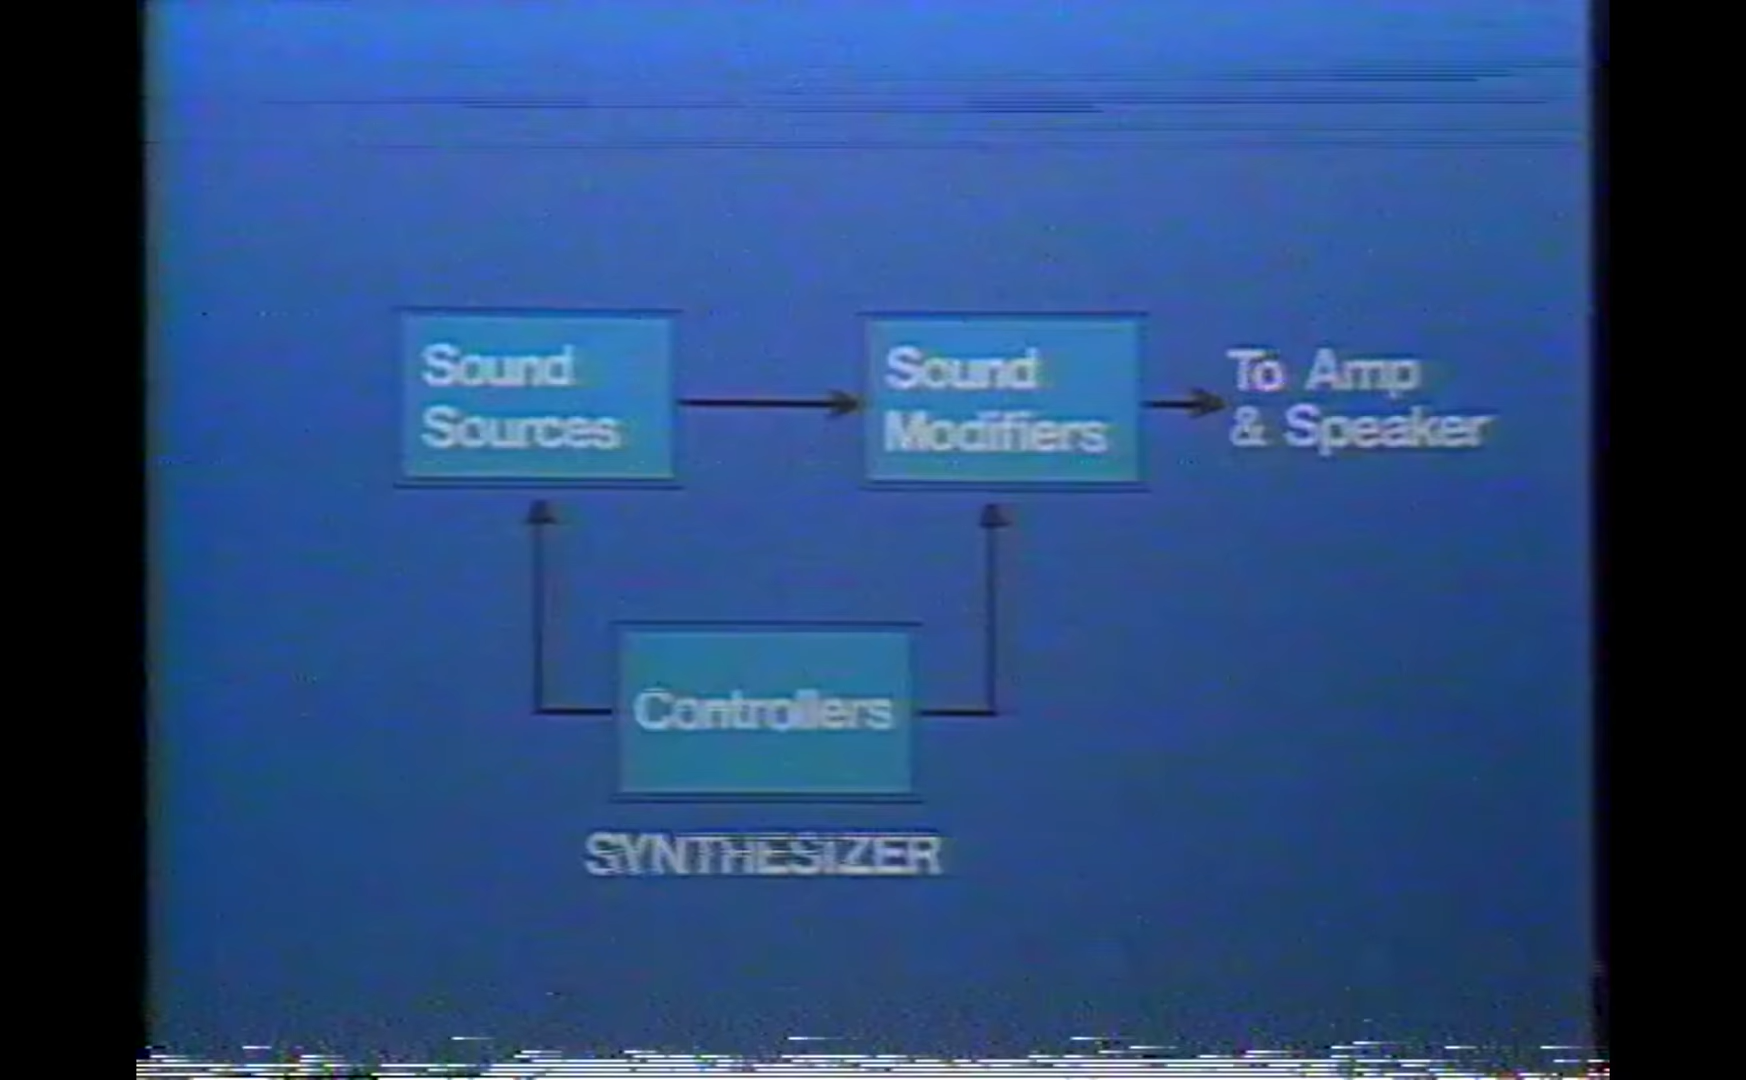 Sound
Sources
Sound
Modifiers
To Amp
& Speaker
Controllers
SYNTHESIZER